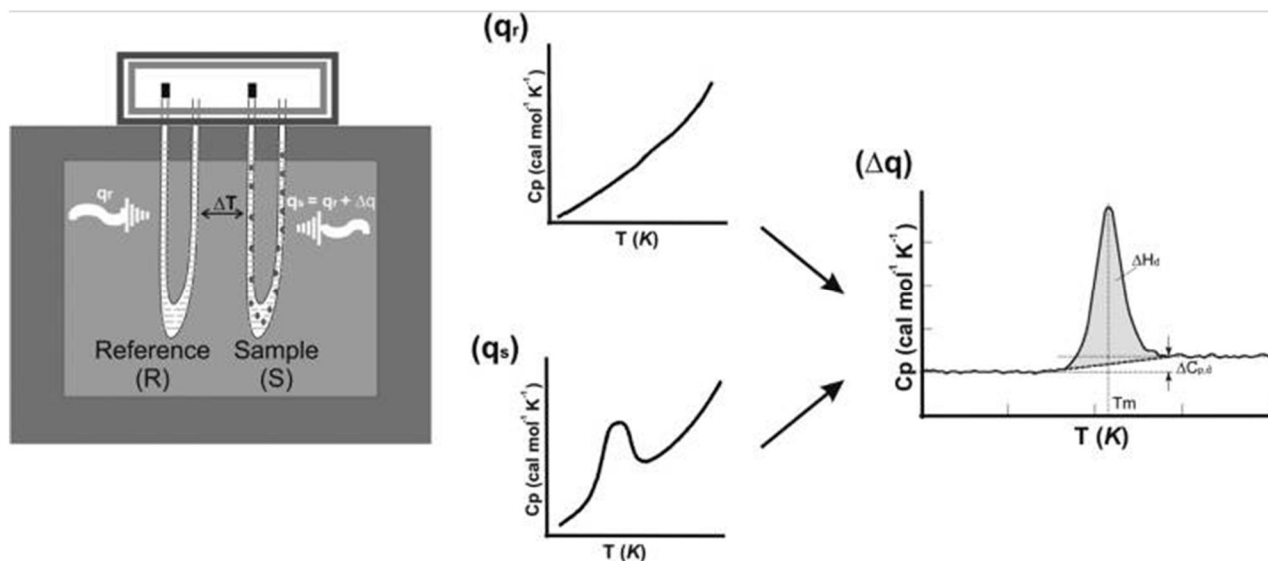 qr
ΔT
qs = qr + Δq
Reference
(R)
Sample
(S)
(qr)
Cp (cal mol⁻¹ K⁻¹)
T (K)
(qs)
Cp (cal mol⁻¹ K⁻¹)
T (K)
(Δq)
Cp (cal mol⁻¹ K⁻¹)
ΔHd
ΔCp,d
Tm
T (K)